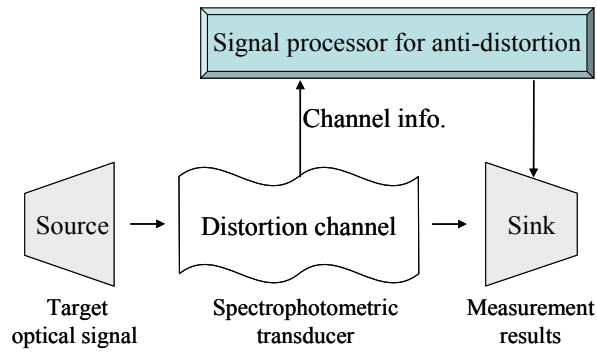 Signal processor for anti-distortion
Channel info.
Source
Distortion channel
Sink
Target
optical signal
Spectrophotometric
transducer
Measurement
results